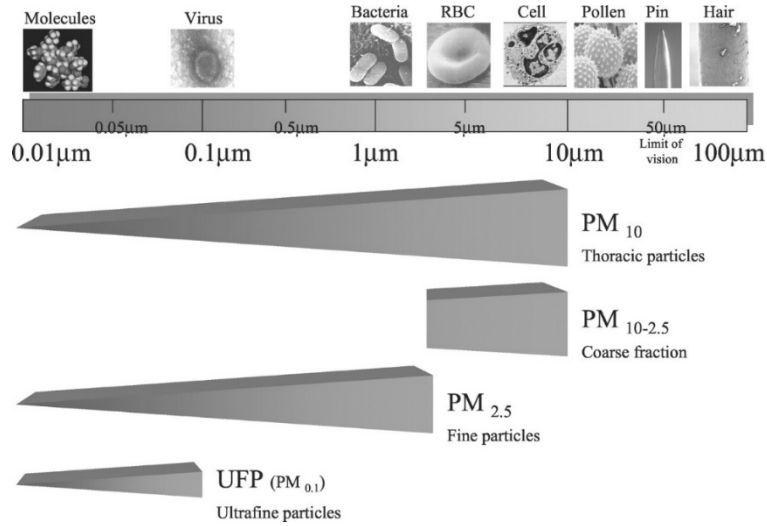 Molecules Virus Bacteria RBC Cell Pollen Pin Hair
0.05μm 0.5μm 5μm 50μm
0.01μm 0.1μm 1μm 10μm Limit of vision 100μm
PM 10
Thoracic particles
PM 10-2.5
Coarse fraction
PM 2.5
Fine particles
UFP (PM 0.1)
Ultrafine particles